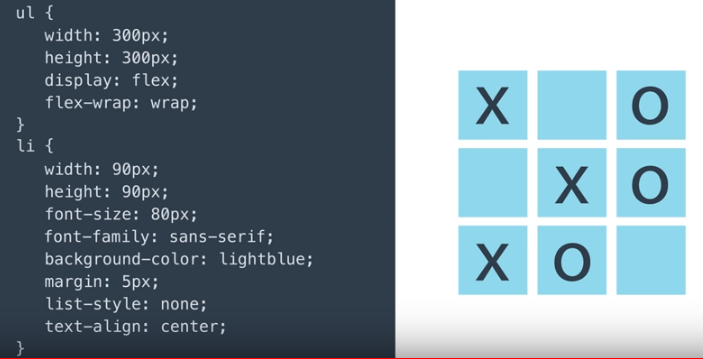 ul {
width: 300px;
height: 300px;
display: flex;
flex-wrap: wrap;
}
li {
width: 90px;
height: 90px;
font-size: 80px;
font-family: sans-serif;
background-color: lightblue;
margin: 5px;
list-style: none;
text-align: center;
}
X O
X O
X O